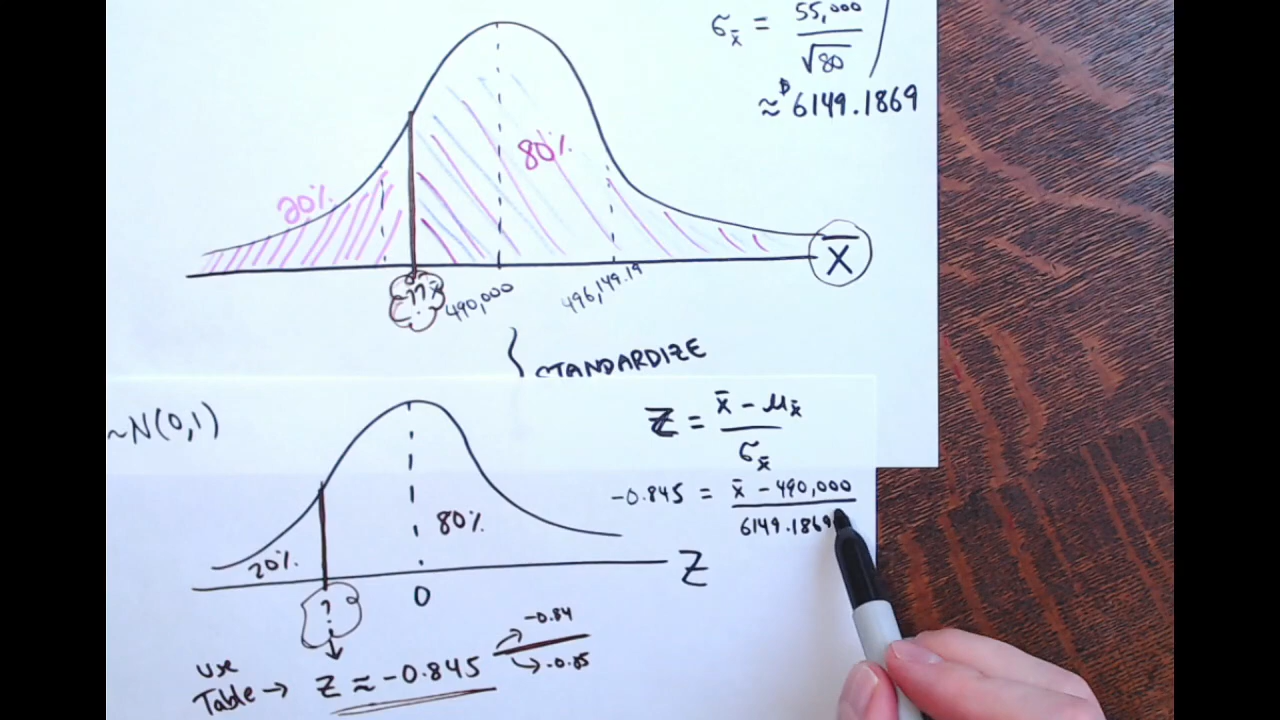 σx̄ = 55,000 / √80
≈ 6149.1869
20%
80%
X̄
?? x̄
490,000
496,149.19
STANDARDIZE
~N(0,1)
Z = x̄ - μx̄ / σx̄
-0.845 = x̄ - 490,000 / 6149.1869
80%
20%
?
0
Z
Use
Table → Z ≈ -0.845
-0.84
-0.85